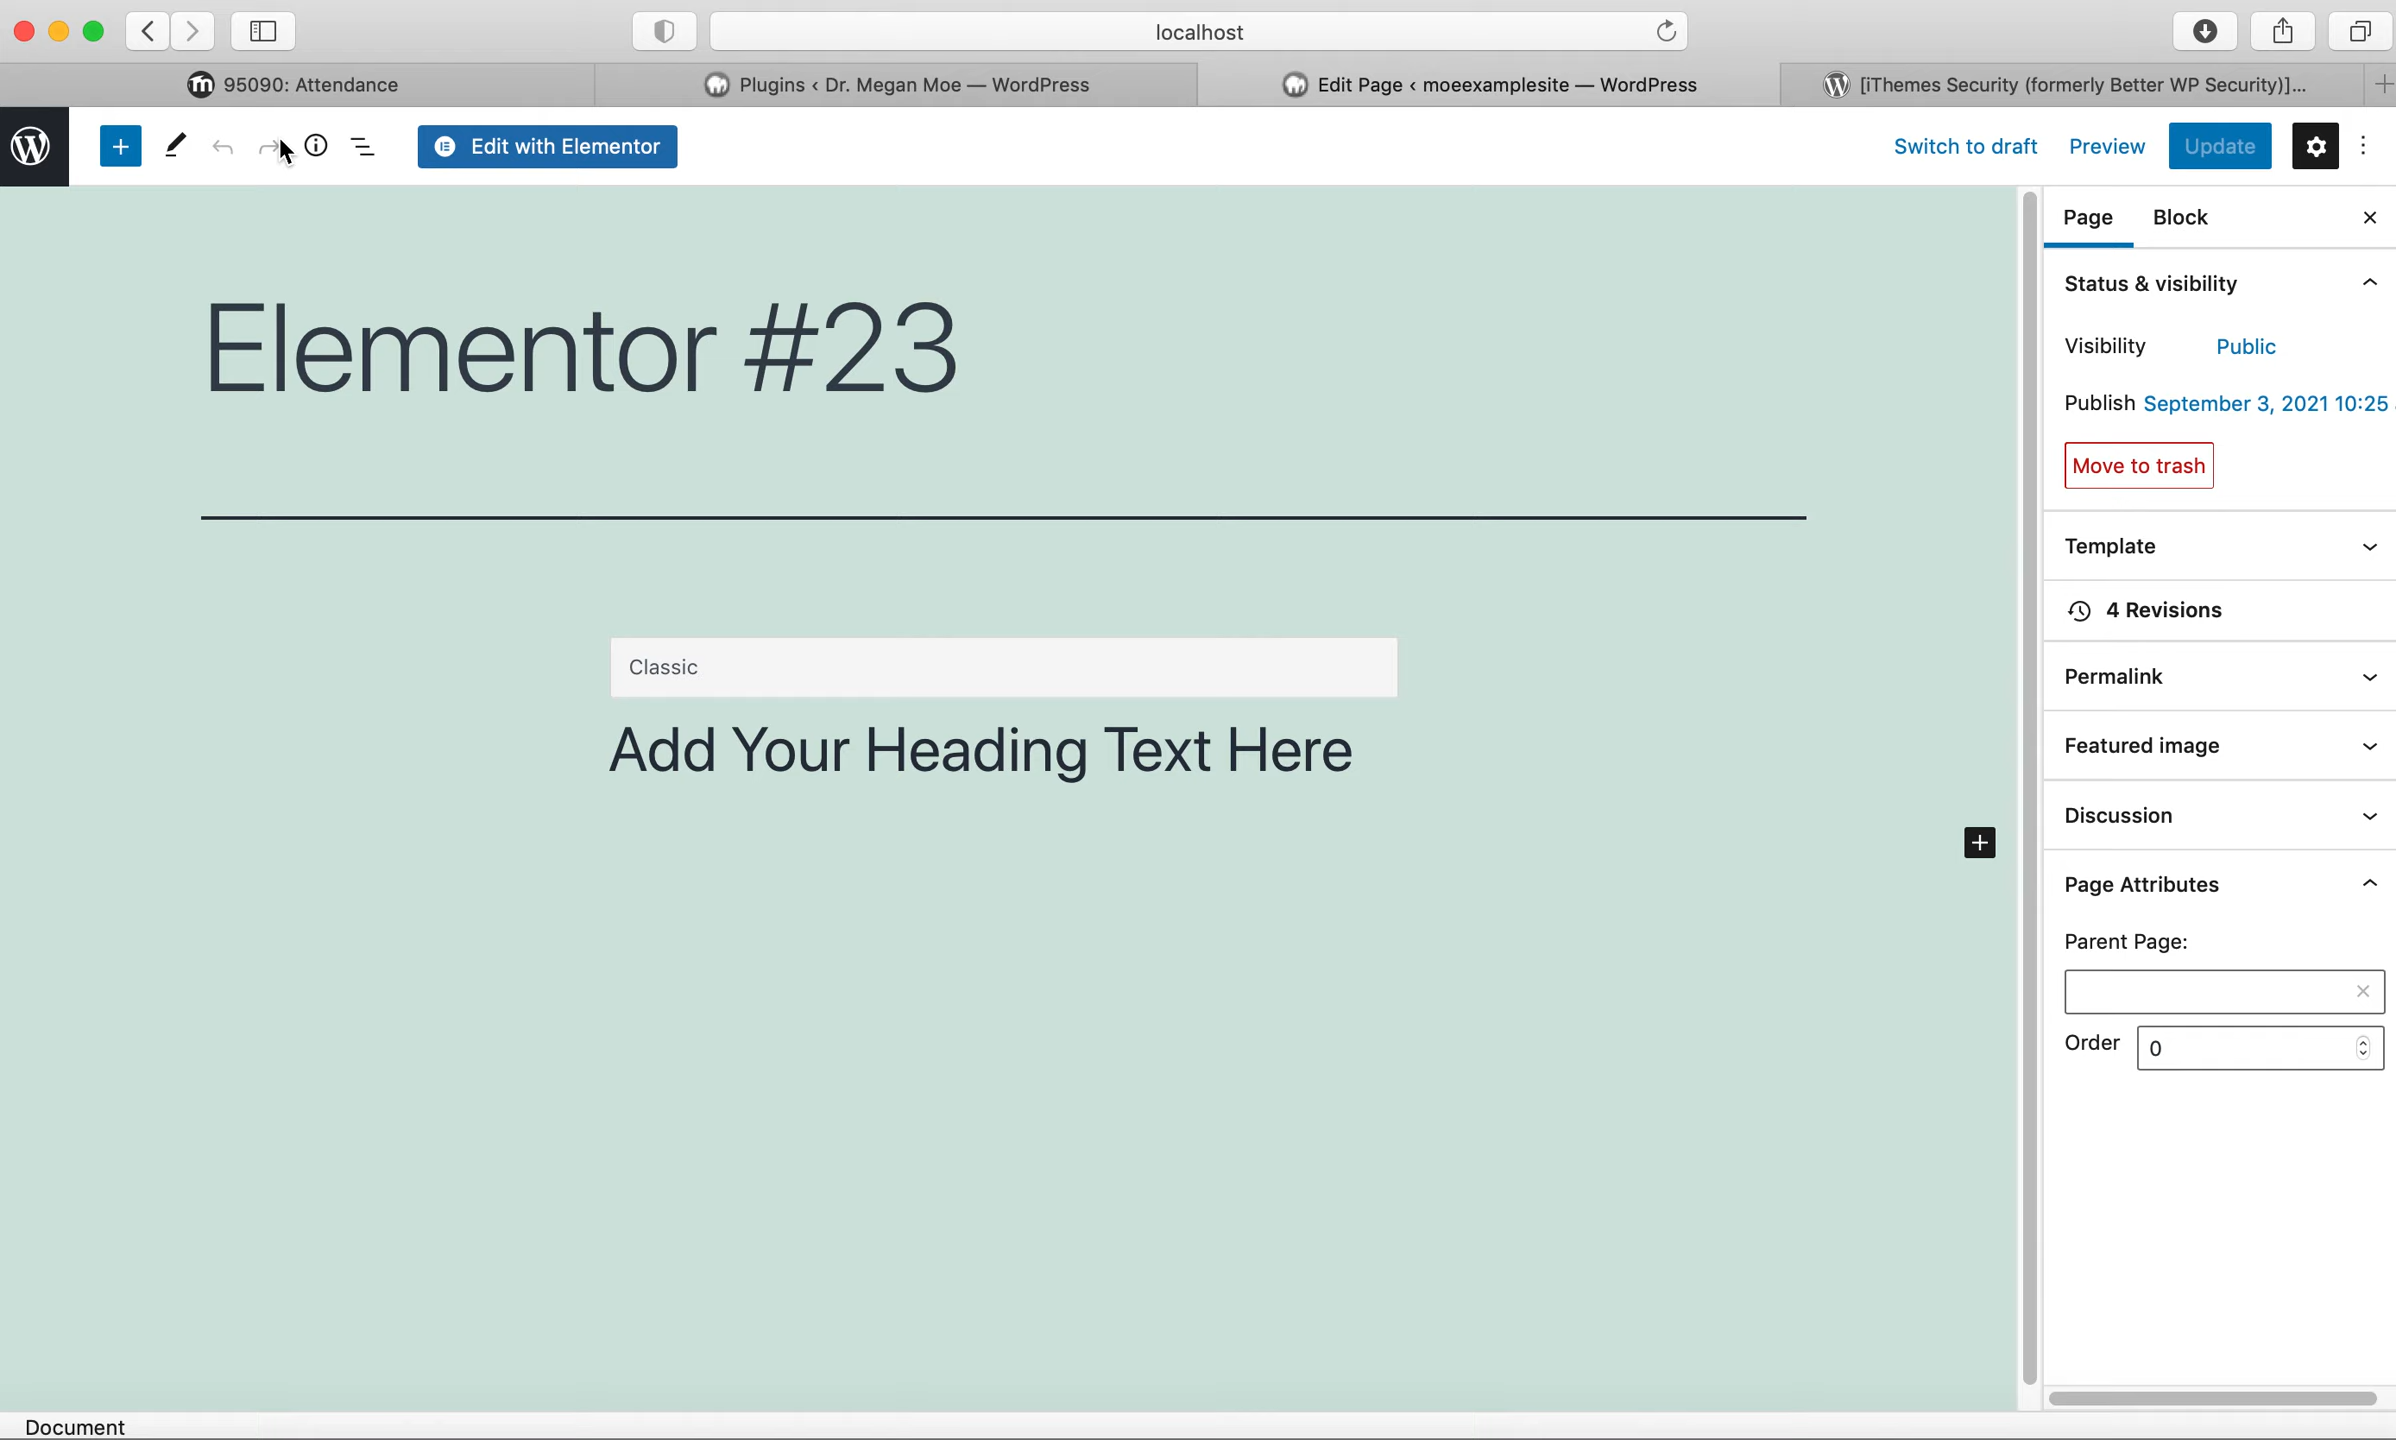 localhost
95090: Attendance
Plugins ‹ Dr. Megan Moe — WordPress
Edit Page ‹ moeexamplesite — WordPress
[iThemes Security (formerly Better WP Security)]...
Edit with Elementor
Switch to draft
Preview
Update
Page
Block
Elementor #23
Status & visibility
Visibility
Public
Publish
September 3, 2021 10:25
Move to trash
Template
4 Revisions
Classic
Permalink
Add Your Heading Text Here
Featured image
Discussion
Page Attributes
Parent Page:
Order
0
Document